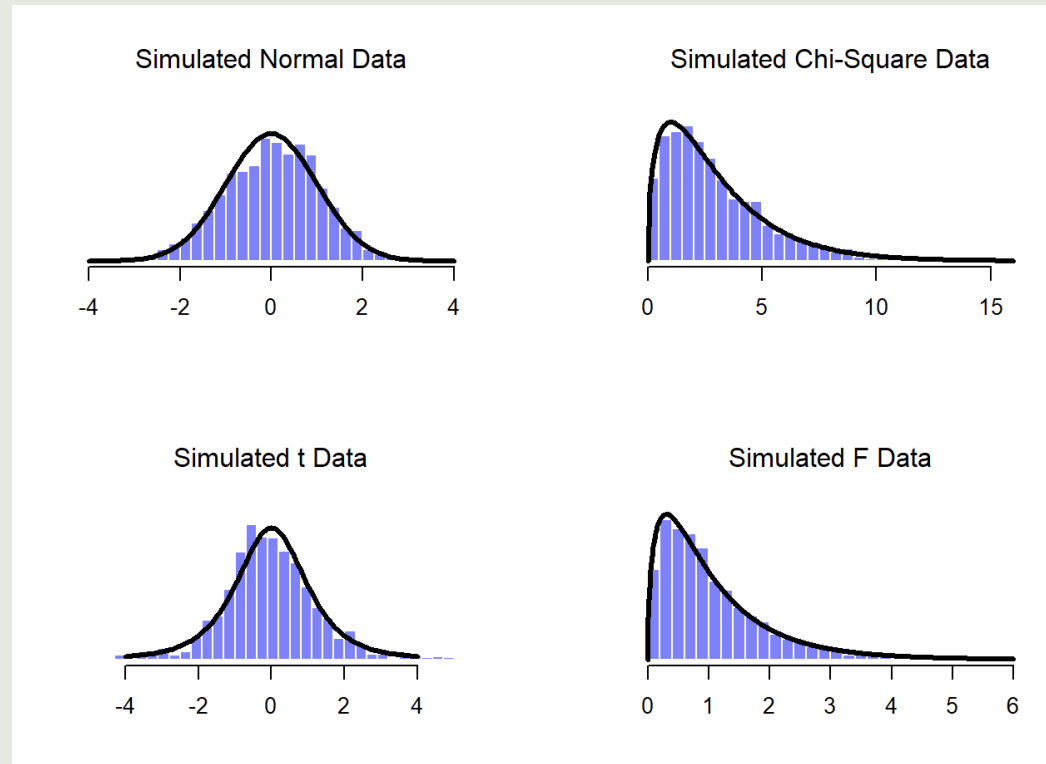 Simulated Normal Data
-4 -2 0 2 4
Simulated Chi-Square Data
0 5 10 15
Simulated t Data
-4 -2 0 2 4
Simulated F Data
0 1 2 3 4 5 6